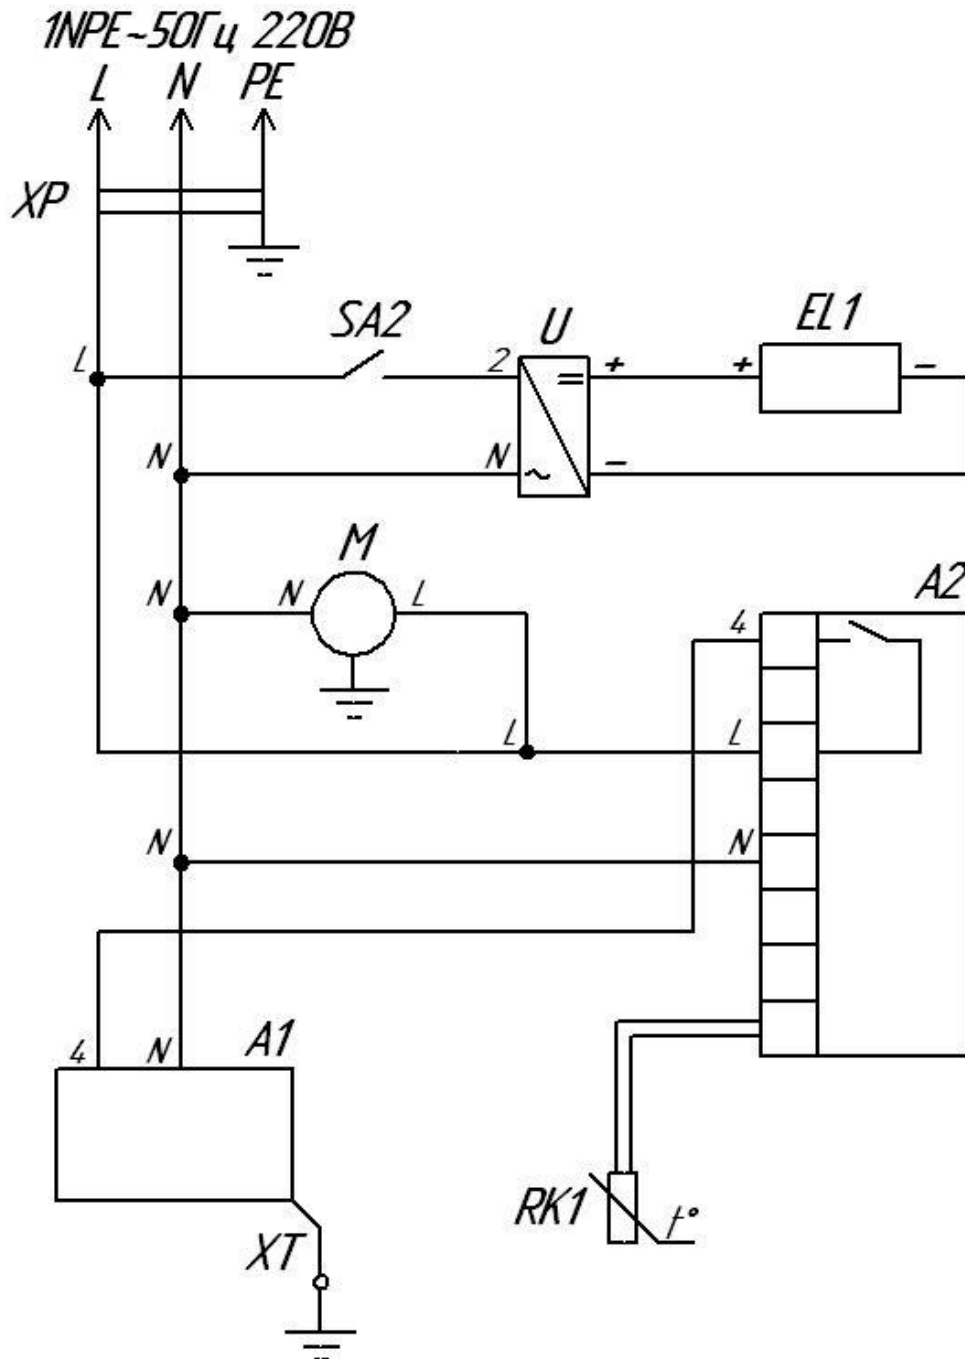 1NPE~50Гц 220В
L N PE
XP
SA2 U EL1
L 2 + + -
N N ~ = -
M A2
N N L 4
L L
N N
A1
4 N
RK1 t°
XT